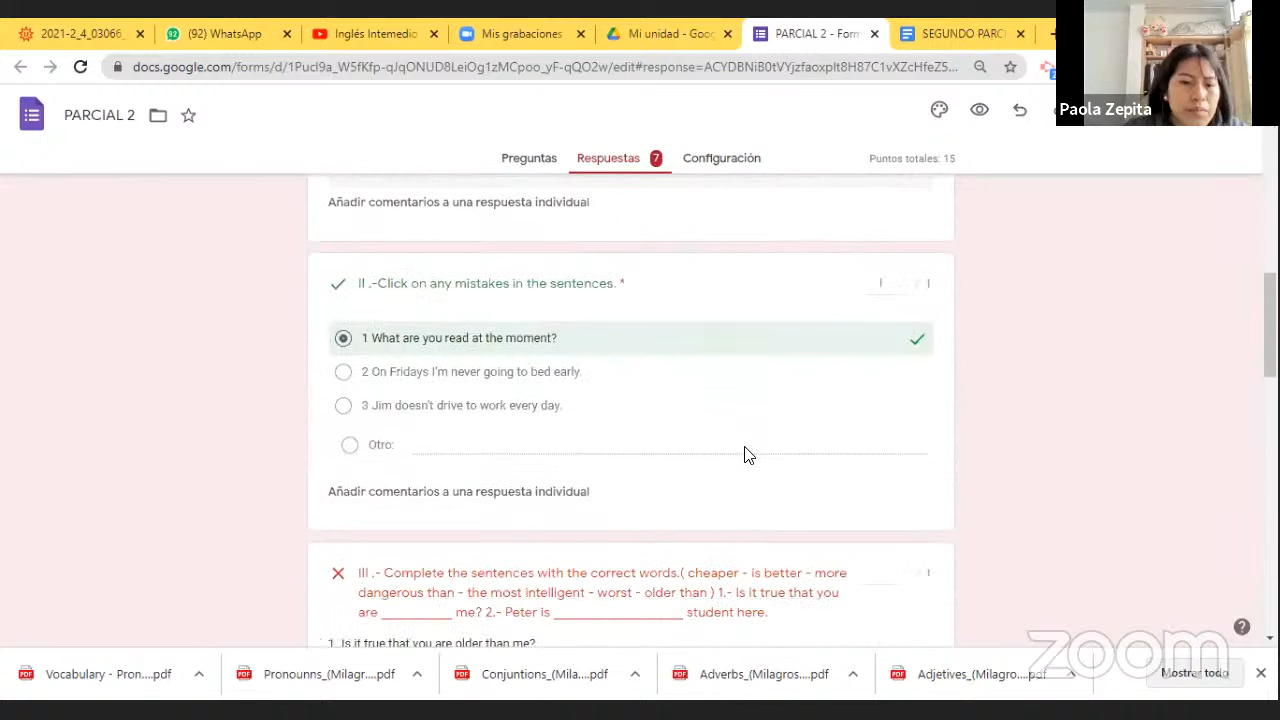 2021-2_4_03066_
(92) WhatsApp
Inglés Intermedio
Mis grabaciones
Mi unidad - Goo
PARCIAL 2 - Form
SEGUNDO PARC
docs.google.com/forms/d/1Pucl9a_W5fKfp-qJqONUD8LeiOg1zMCpoo_yF-qQO2w/edit#response=ACYDBNiB0tVYjzfaoxplt8H87C1vXZcHfeZ5...
Paola Zepita
PARCIAL 2
Preguntas
Respuestas 7
Configuración
Puntos totales: 15
Añadir comentarios a una respuesta individual
II .-Click on any mistakes in the sentences. *
1 What are you read at the moment?
2 On Fridays I'm never going to bed early.
3 Jim doesn't drive to work every day.
Otro:
Añadir comentarios a una respuesta individual
III .- Complete the sentences with the correct words.( cheaper - is better - more
dangerous than - the most intelligent - worst - older than ) 1.- Is it true that you
are __________ me? 2.- Peter is __________________ student here.
1. Is it true that you are older than me?
zoom
Vocabulary - Pron....pdf
Pronounns_(Milagr....pdf
Conjuntions_(Mila....pdf
Adverbs_(Milagros....pdf
Adjetives_(Milagro....pdf
Mostrar todo